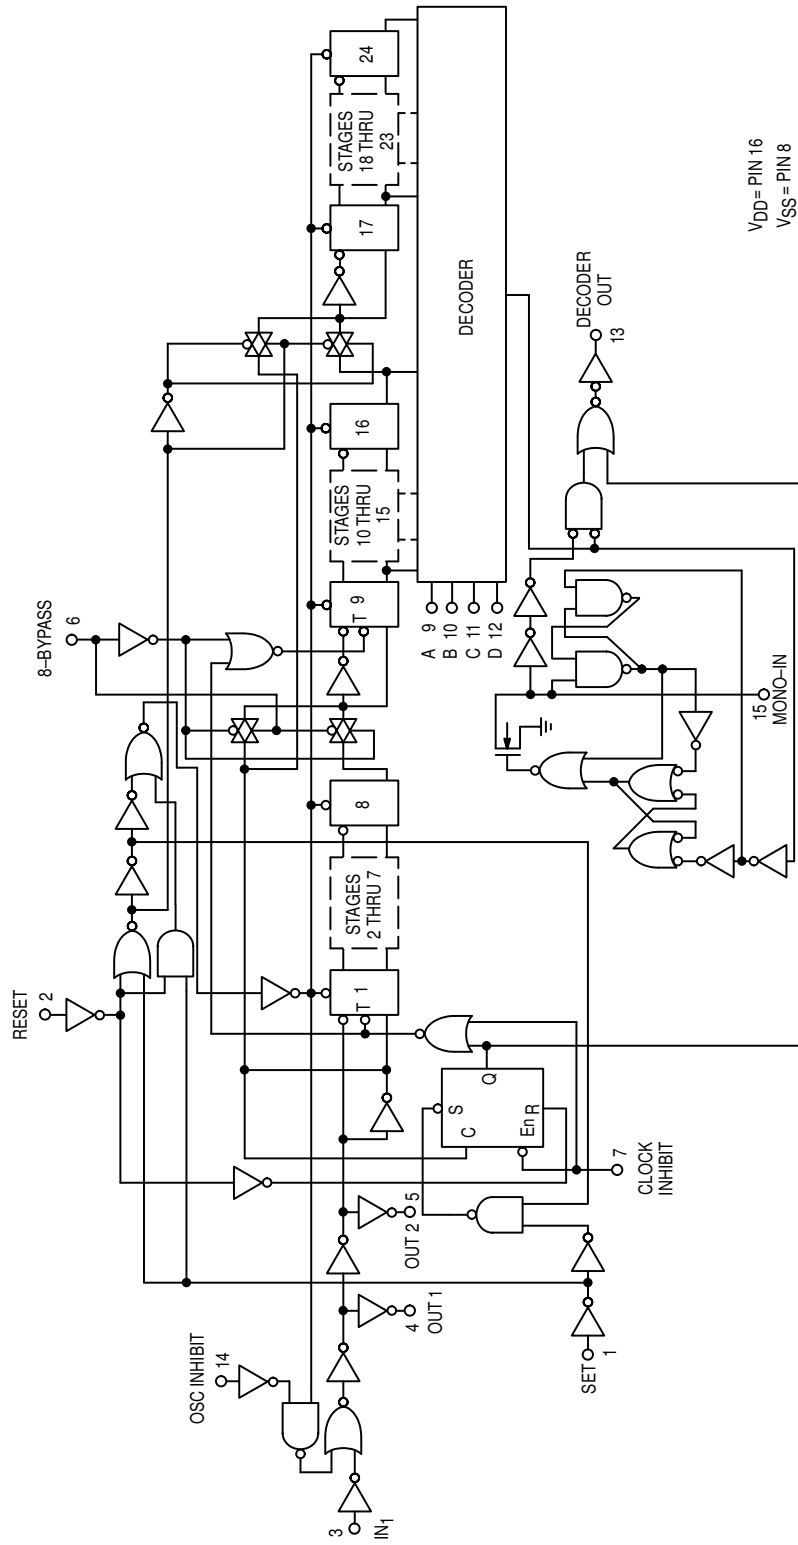 RESET
2
8–BYPASS
6
OSC INHIBIT
14
3
IN1
4
OUT 1
OUT 2
5
T
1
STAGES
2 THRU 7
8
T
9
STAGES
10 THRU
15
16
17
STAGES
18 THRU
23
24
DECODER
A 9
B 10
C 11
D 12
C
S
Q
En
R
SET
1
7
CLOCK
INHIBIT
15
MONO–IN
DECODER
OUT
13
VDD = PIN 16
VSS = PIN 8